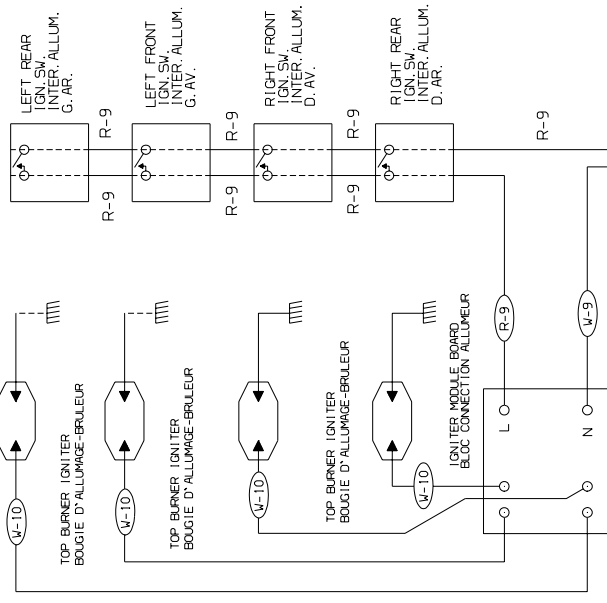 LEFT REAR
IGN. SW.
INTER. ALLUM.
G. AR.
R-9
R-9
LEFT FRONT
IGN. SW.
INTER. ALLUM.
G. AV.
R-9
R-9
RIGHT FRONT
IGN. SW.
INTER. ALLUM.
D. AV.
R-9
R-9
RIGHT REAR
IGN. SW.
INTER. ALLUM.
D. AR.
R-9
R-9
W-9
W-10
TOP BURNER IGNITER
BOUGIE D'ALLUMAGE-BRULEUR
W-10
TOP BURNER IGNITER
BOUGIE D'ALLUMAGE-BRULEUR
W-10
TOP BURNER IGNITER
BOUGIE D'ALLUMAGE-BRULEUR
W-10
IGNITER MODULE BOARD
BLOC CONNECTION ALLUMEUR
L
N